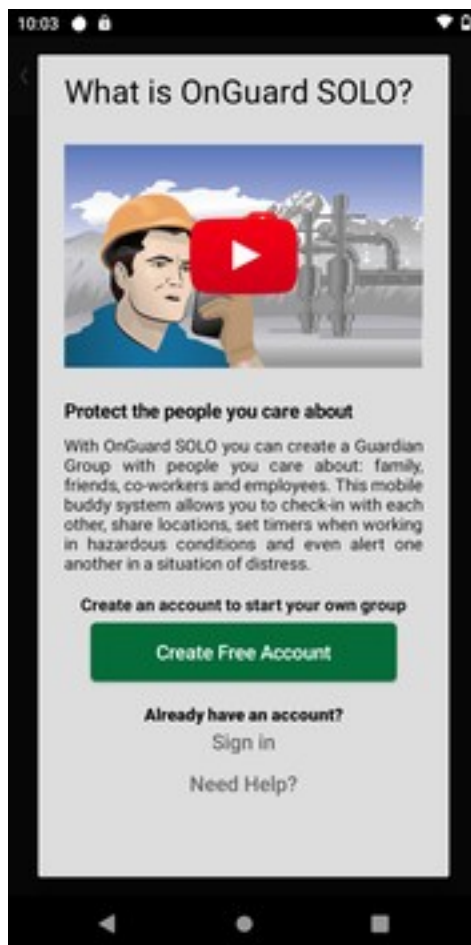 10:03
What is OnGuard SOLO?
Protect the people you care about
With OnGuard SOLO you can create a Guardian
Group with people you care about: family,
friends, co-workers and employees. This mobile
buddy system allows you to check-in with each
other, share locations, set timers when working
in hazardous conditions and even alert one
another in a situation of distress.
Create an account to start your own group
Create Free Account
Already have an account?
Sign in
Need Help?